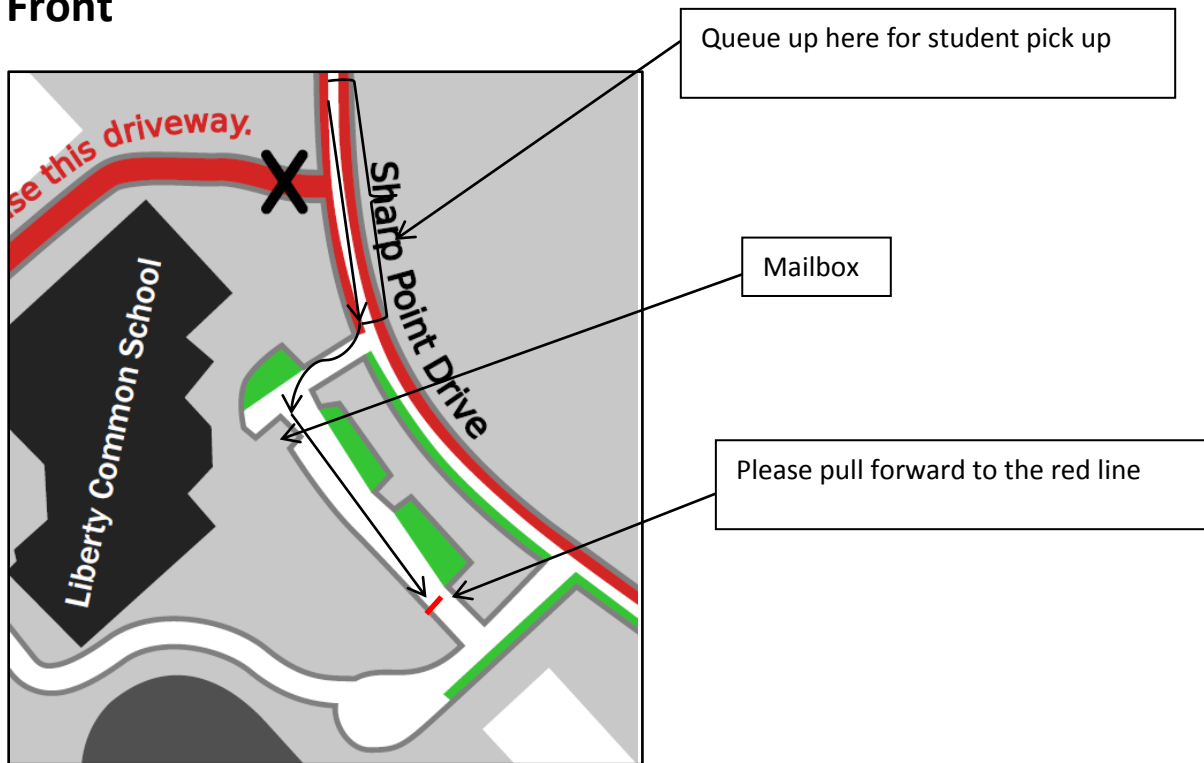 Front
Queue up here for student pick up
se this driveway.
Sharp Point Drive
Mailbox
Liberty Common School
Please pull forward to the red line